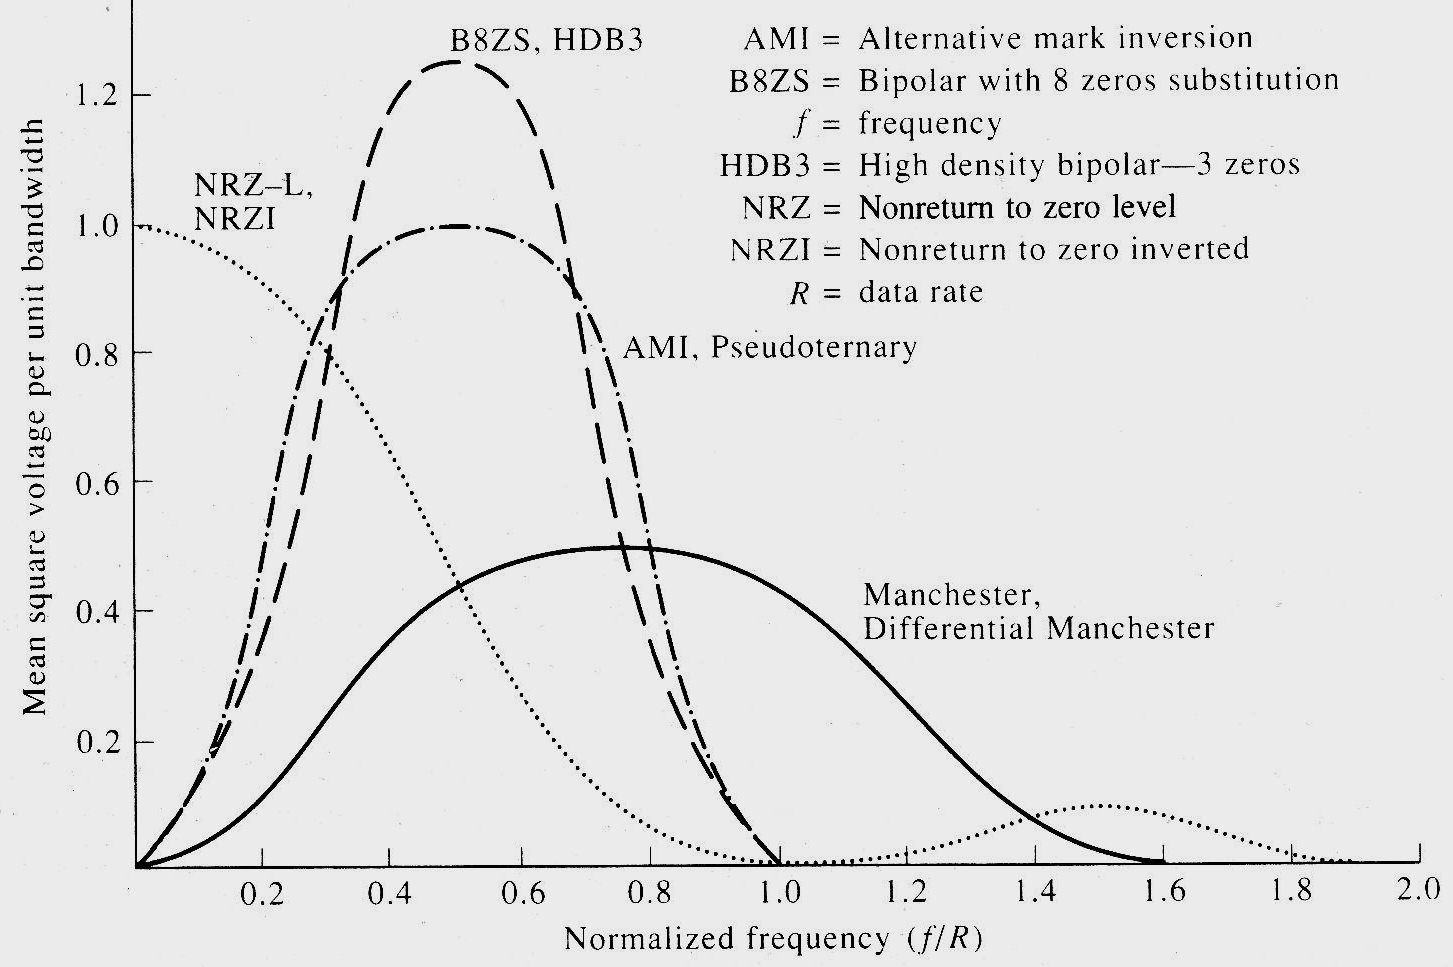 B8ZS, HDB3
AMI = Alternative mark inversion
B8ZS = Bipolar with 8 zeros substitution
f = frequency
HDB3 = High density bipolar—3 zeros
NRZ = Nonreturn to zero level
NRZI = Nonreturn to zero inverted
R = data rate
NRZ–L,
NRZI
AMI, Pseudoternary
Manchester,
Differential Manchester
Mean square voltage per unit bandwidth
1.2
1.0
0.8
0.6
0.4
0.2
0.2 0.4 0.6 0.8 1.0 1.2 1.4 1.6 1.8 2.0
Normalized frequency (f/R)